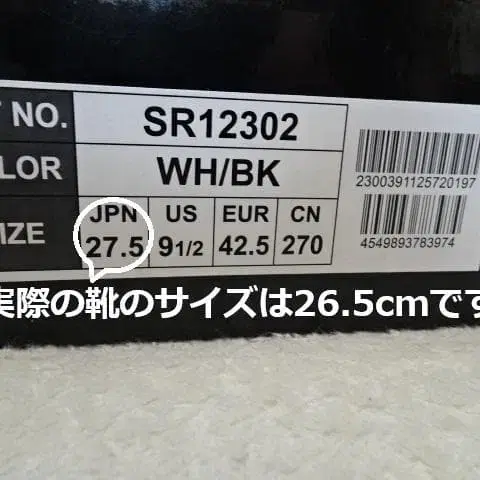 T NO. SR12302
LOR WH/BK
IZE JPN US EUR CN
27.5 9 1/2 42.5 270
2300391125720197
4549893783974
実際の靴のサイズは26.5cmです